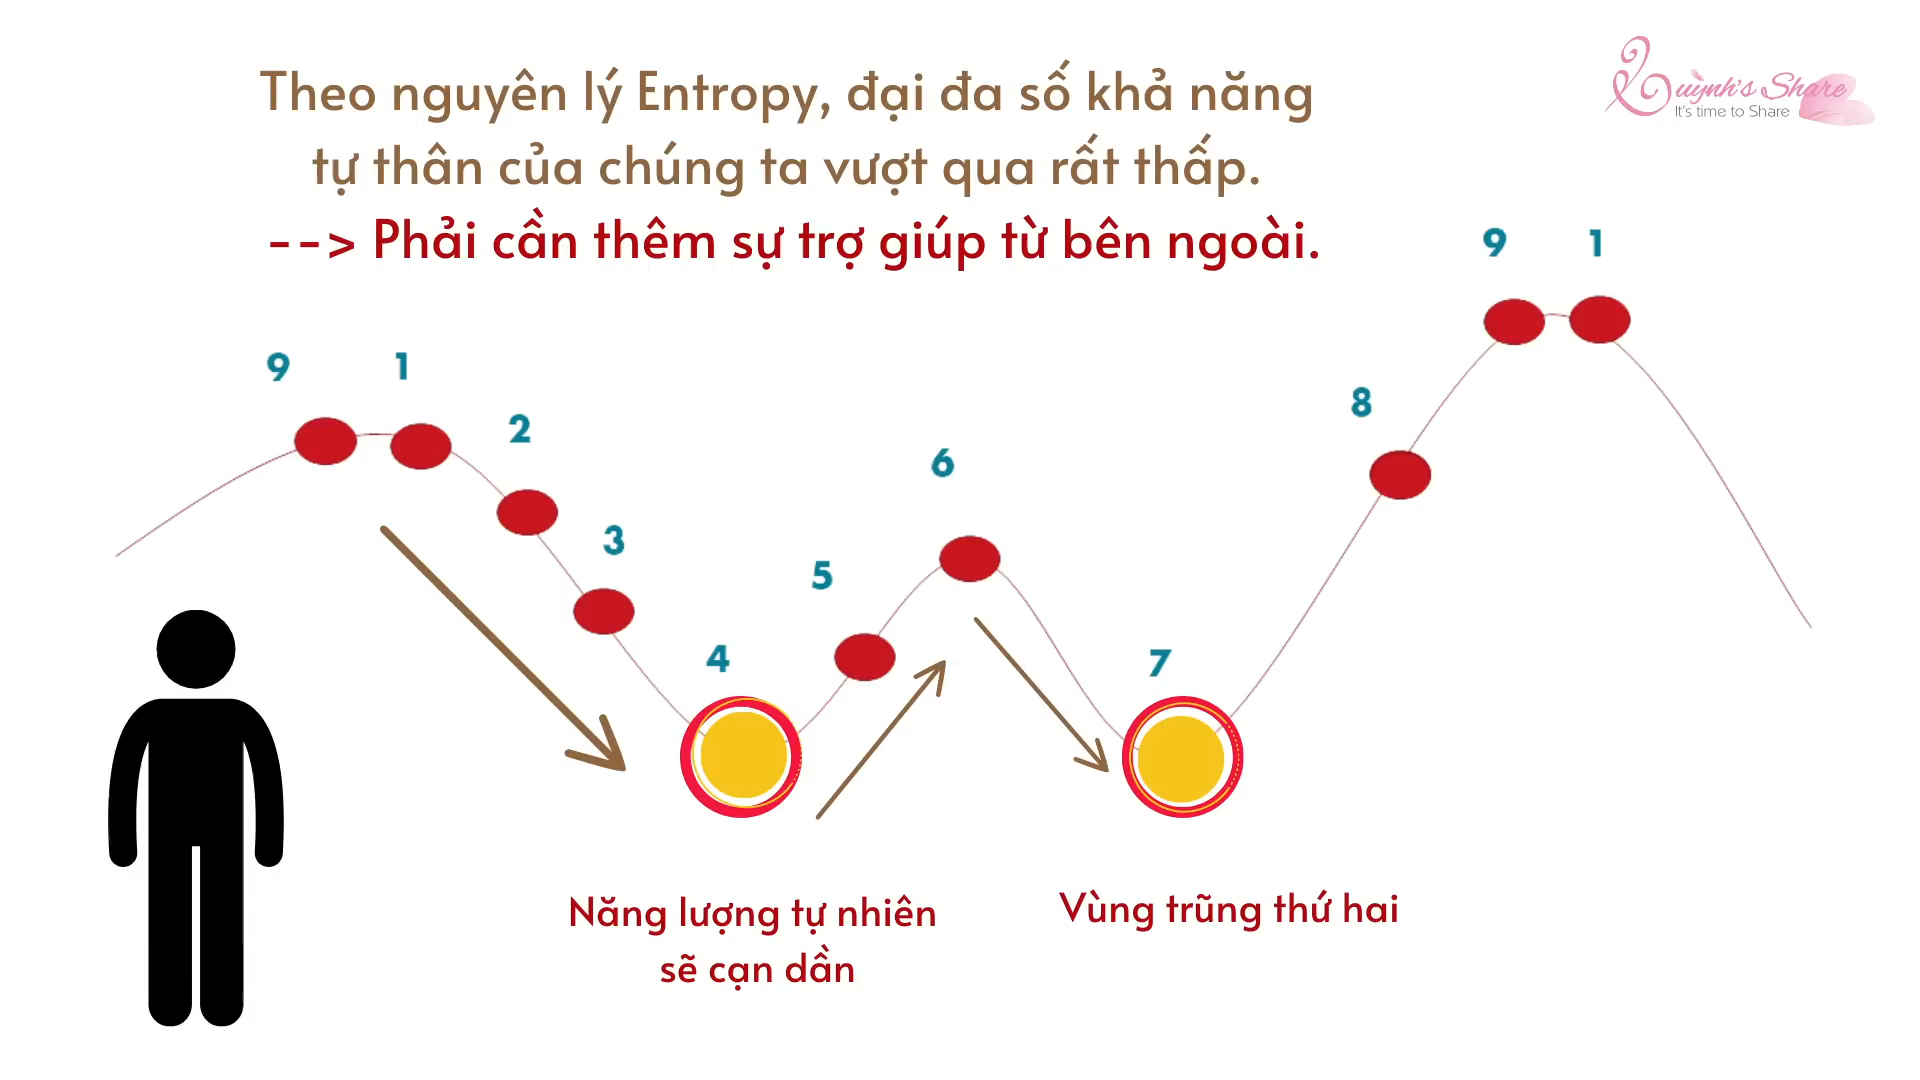 Theo nguyên lý Entropy, đại đa số khả năng
tự thân của chúng ta vượt qua rất thấp.
--> Phải cần thêm sự trợ giúp từ bên ngoài.
Quỳnh's Share
It's time to Share
9 1
9 1
2
8
6
3
5
4
7
Năng lượng tự nhiên
sẽ cạn dần
Vùng trũng thứ hai